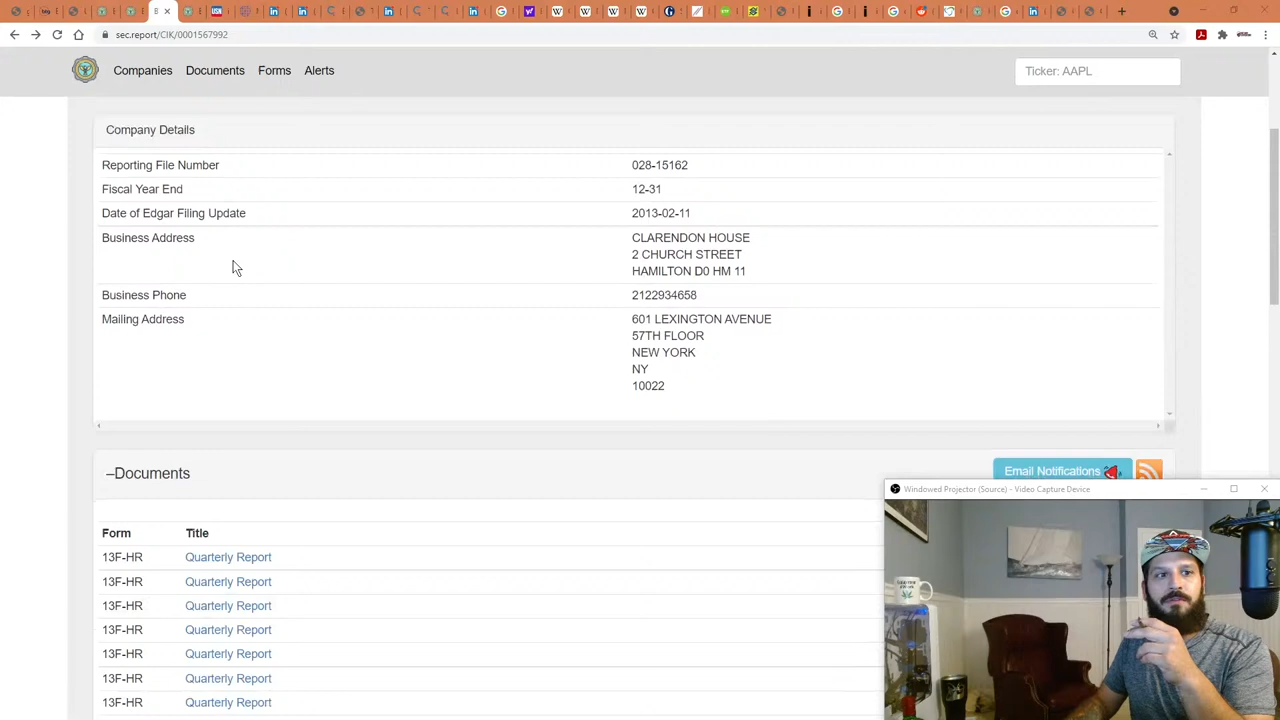 sec.report/CIK/0001567992
Companies Documents Forms Alerts
Ticker: AAPL
Company Details
Reporting File Number 028-15162
Fiscal Year End 12-31
Date of Edgar Filing Update 2013-02-11
Business Address CLARENDON HOUSE
2 CHURCH STREET
HAMILTON D0 HM 11
Business Phone 2122934658
Mailing Address 601 LEXINGTON AVENUE
57TH FLOOR
NEW YORK
NY
10022
–Documents
Email Notifications
Windowed Projector (Source) - Video Capture Device
Form Title
13F-HR Quarterly Report
13F-HR Quarterly Report
13F-HR Quarterly Report
13F-HR Quarterly Report
13F-HR Quarterly Report
13F-HR Quarterly Report
13F-HR Quarterly Report